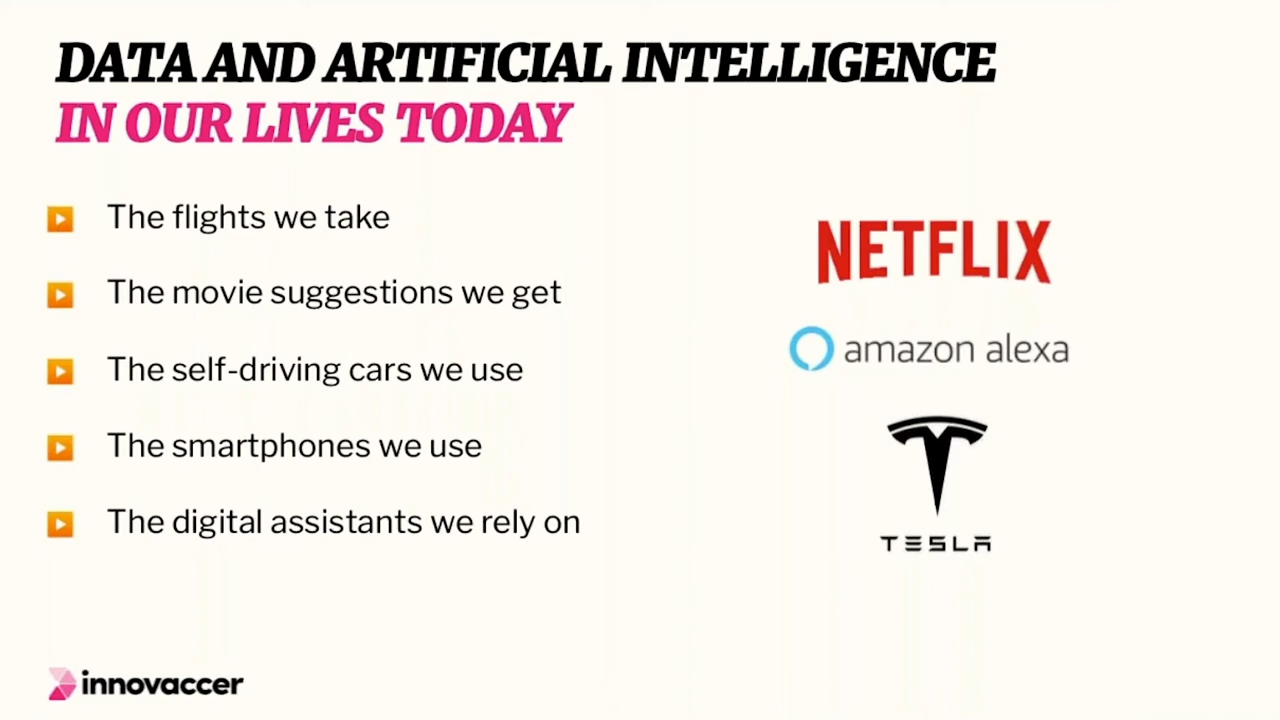 DATA AND ARTIFICIAL INTELLIGENCE
IN OUR LIVES TODAY
The flights we take
The movie suggestions we get
The self-driving cars we use
The smartphones we use
The digital assistants we rely on
NETFLIX
amazon alexa
TESLA
innovaccer